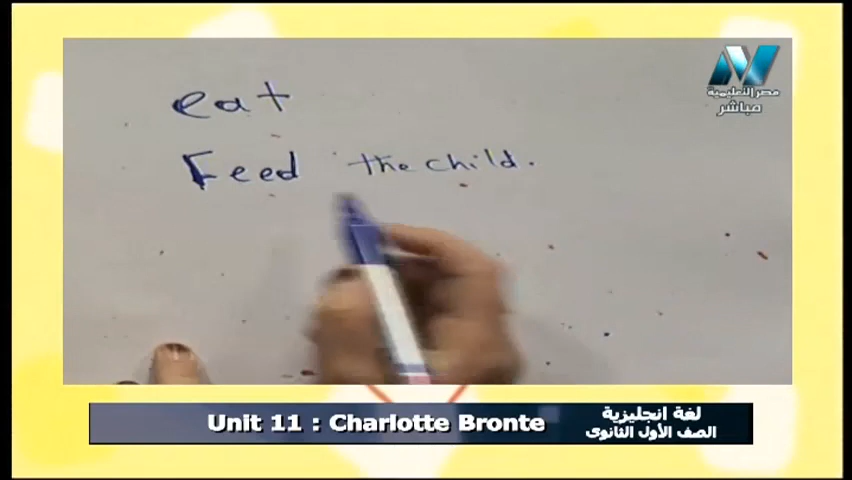 eat
Feed the child.
مصر التعليمية
مباشر
Unit 11 : Charlotte Bronte
لغة انجليزية
الصف الأول الثانوى